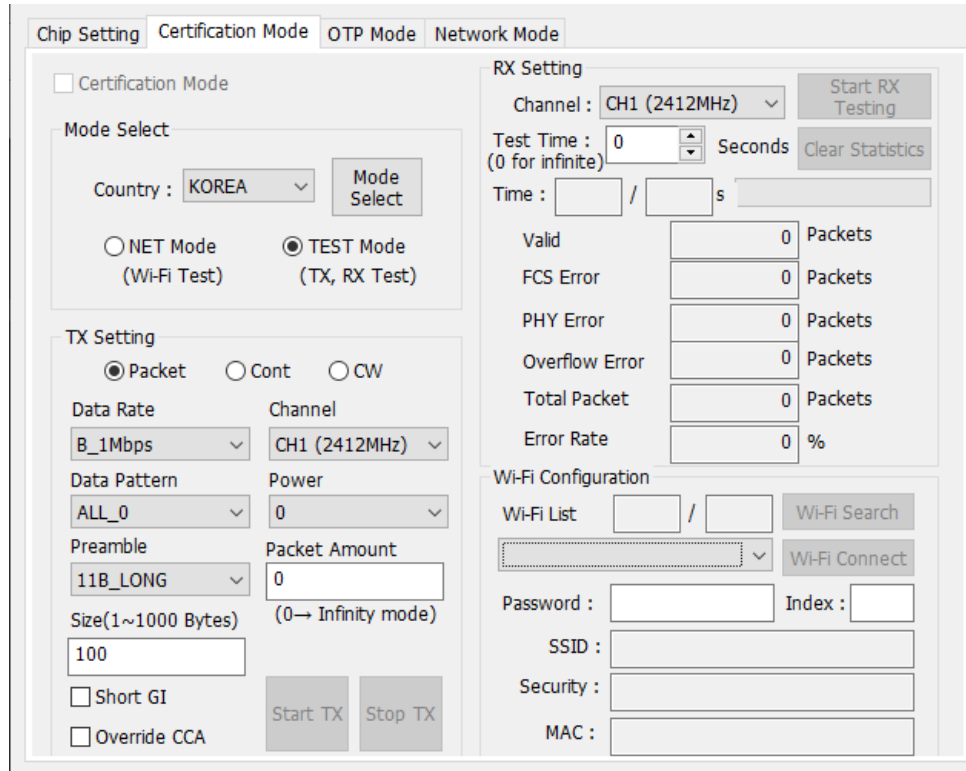 Chip Setting Certification Mode OTP Mode Network Mode
Certification Mode
Mode Select
Country : KOREA
Mode
Select
NET Mode TEST Mode
(Wi-Fi Test) (TX, RX Test)
TX Setting
Packet Cont CW
Data Rate Channel
B_1Mbps CH1 (2412MHz)
Data Pattern Power
ALL_0 0
Preamble Packet Amount
11B_LONG 0
Size(1~1000 Bytes) (0→ Infinity mode)
100
Short GI
Override CCA
Start TX Stop TX
RX Setting
Channel : CH1 (2412MHz)
Start RX
Testing
Test Time : 0 Seconds Clear Statistics
(0 for infinite)
Time : / s
Valid 0 Packets
FCS Error 0 Packets
PHY Error 0 Packets
Overflow Error 0 Packets
Total Packet 0 Packets
Error Rate 0 %
Wi-Fi Configuration
Wi-Fi List / Wi-Fi Search
Wi-Fi Connect
Password : Index :
SSID :
Security :
MAC :